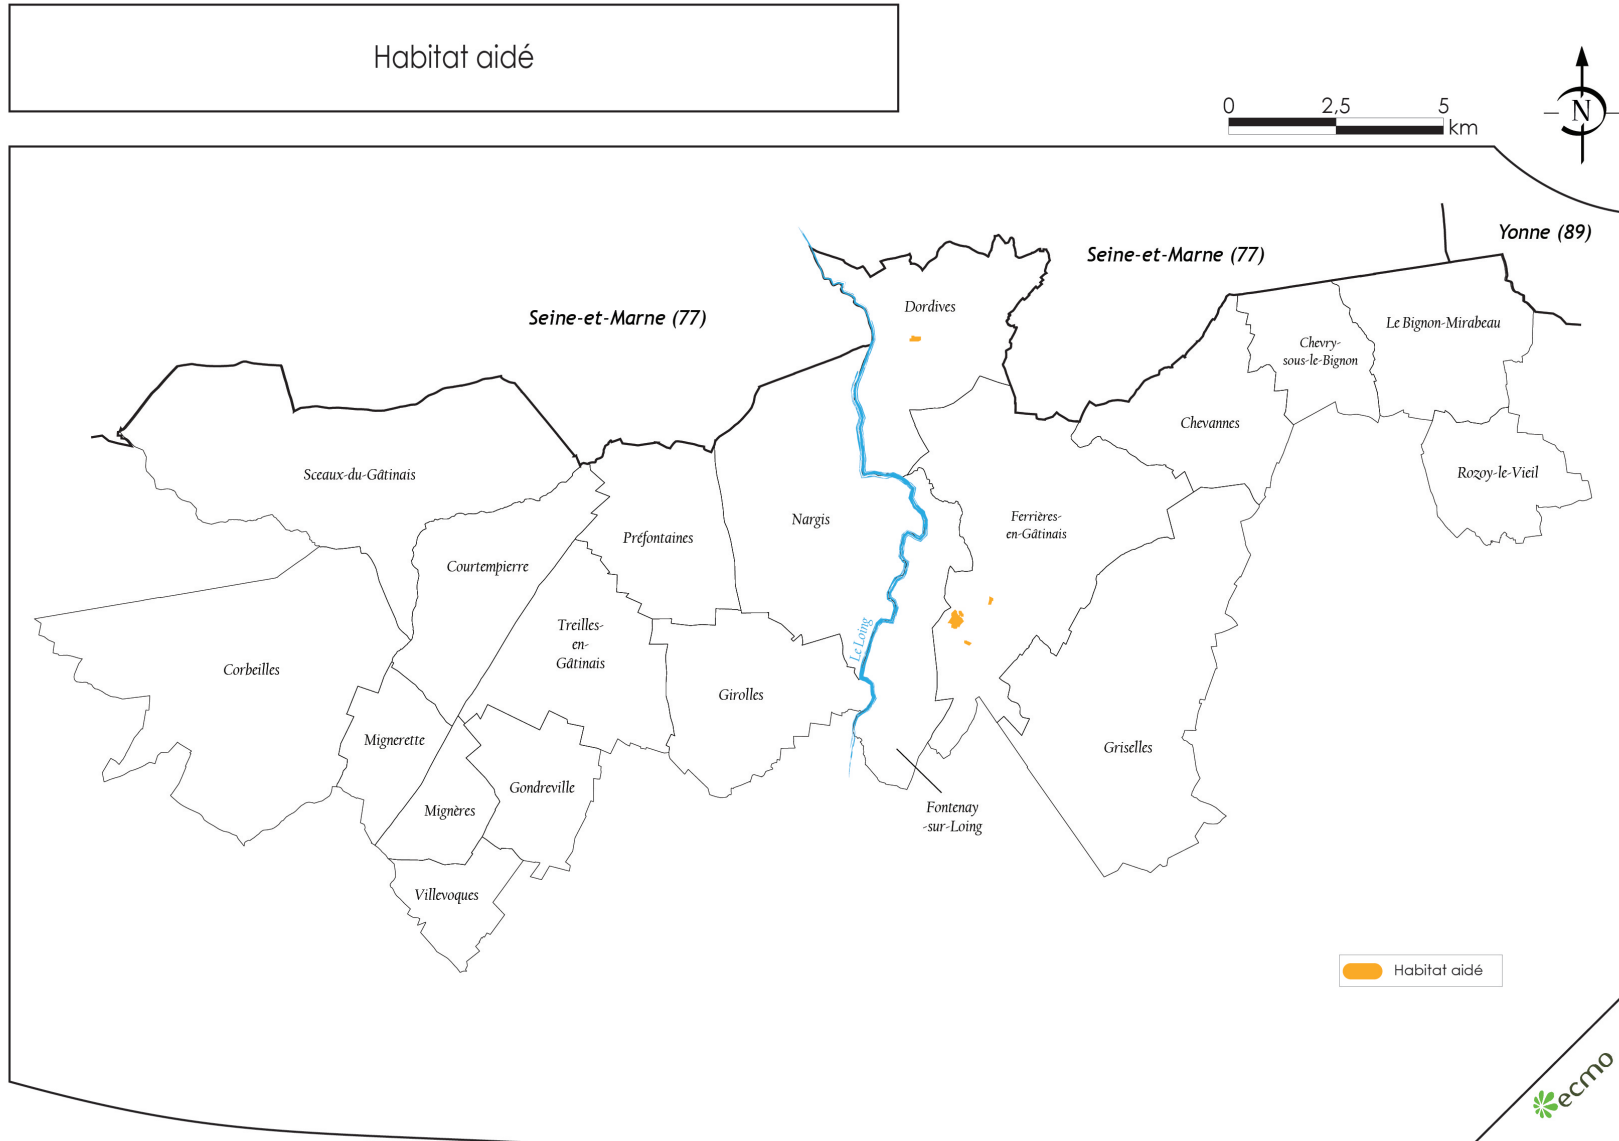 Habitat aidé
0 2,5 5
km
N
Yonne (89)
Seine-et-Marne (77)
Seine-et-Marne (77)
Dordives
Le Bignon-Mirabeau
Chevry-
sous-le-Bignon
Chevannes
Sceaux-du-Gâtinais
Rozoy-le-Vieil
Nargis
Ferrières-
en-Gâtinais
Préfontaines
Courtempierre
Treilles-
en-
Gâtinais
Le Loing
Corbeilles
Girolles
Mignerette
Griselles
Gondreville
Mignères
Fontenay
-sur-Loing
Villevoques
Habitat aidé
ecmo